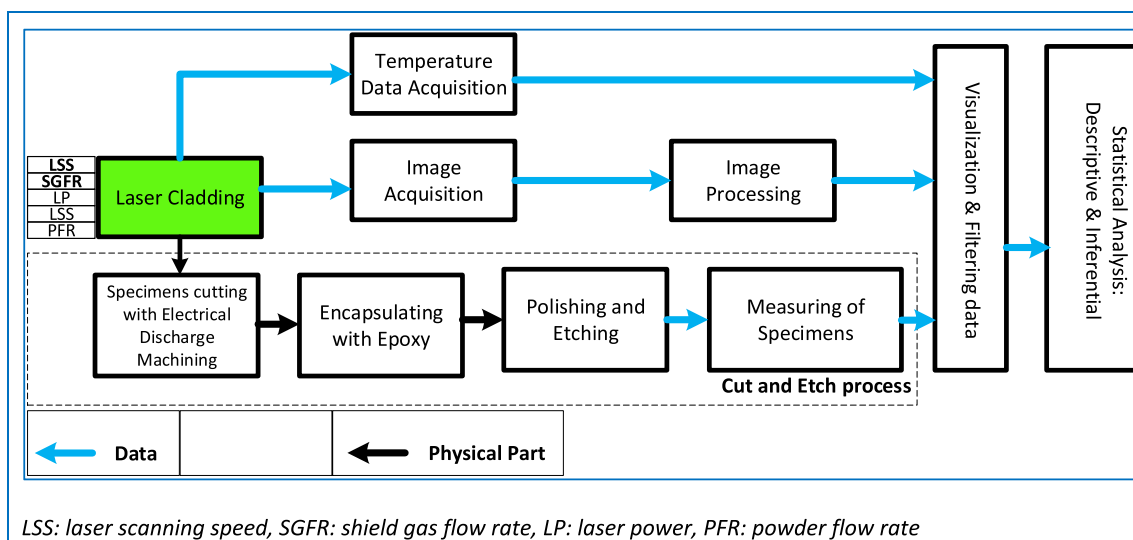 Temperature
Data Acquisition
LSS
SGFR
LP
LSS
PFR
Laser Cladding
Image
Acquisition
Image
Processing
Specimens cutting
with Electrical
Discharge
Machining
Encapsulating
with Epoxy
Polishing and
Etching
Measuring of
Specimens
Cut and Etch process
Visualization & Filtering data
Statistical Analysis:
Descriptive & Inferential
Data
Physical Part
LSS: laser scanning speed, SGFR: shield gas flow rate, LP: laser power, PFR: powder flow rate